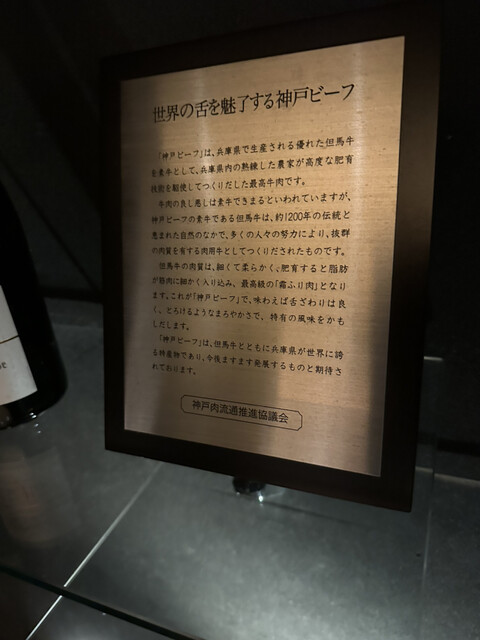 世界の舌を魅了する神戸ビーフ
「神戸ビーフ」は、兵庫県で生産される優れた但馬牛
を素牛として、兵庫県内の熟練した農家が高度な肥育
技術を駆使してつくりだした最高牛肉です。
牛肉の良し悪しは素牛できまるといわれていますが、
神戸ビーフの素牛である但馬牛は、約1200年の伝統と
恵まれた自然のなかで、多くの人々の努力により、抜群
の肉質を有する肉用牛としてつくりだされたものです。
但馬牛の肉質は、細くて柔らかく、肥育すると脂肪
が筋肉に細かく入り込み、最高級の「霜ふり肉」となり
ます。これが「神戸ビーフ」で、味わえば舌ざわりは良
く、とろけるようなまろやかさで、特有の風味をかも
しだします。
「神戸ビーフ」は、但馬牛とともに兵庫県が世界に誇
る特産物であり、今後ますます発展するものと期待さ
れております。
神戸肉流通推進協議会